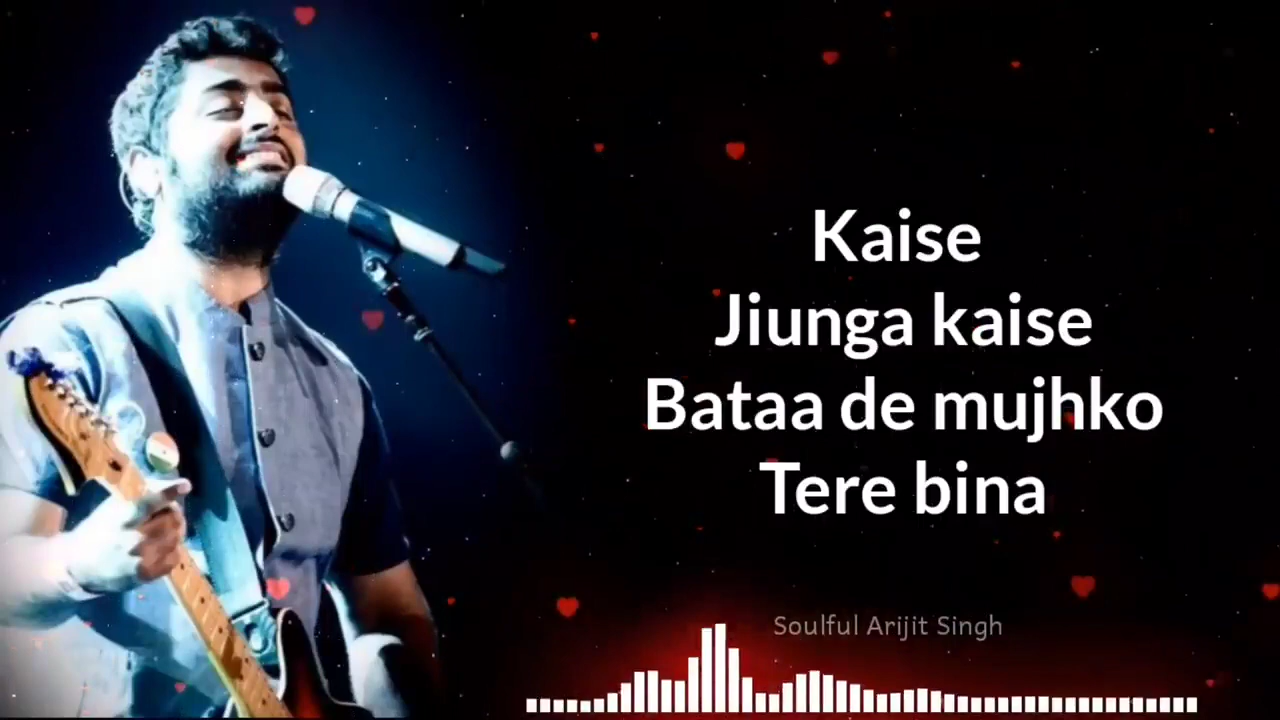 Kaise
Jiunga kaise
Bataa de mujhko
Tere bina
Soulful Arijit Singh